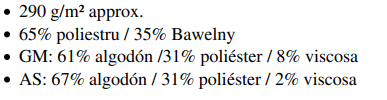 • 290 g/m² approx.
• 65% poliestru / 35% Bawelny
• GM: 61% algodón /31% poliéster / 8% viscosa
• AS: 67% algodón / 31% poliéster / 2% viscosa